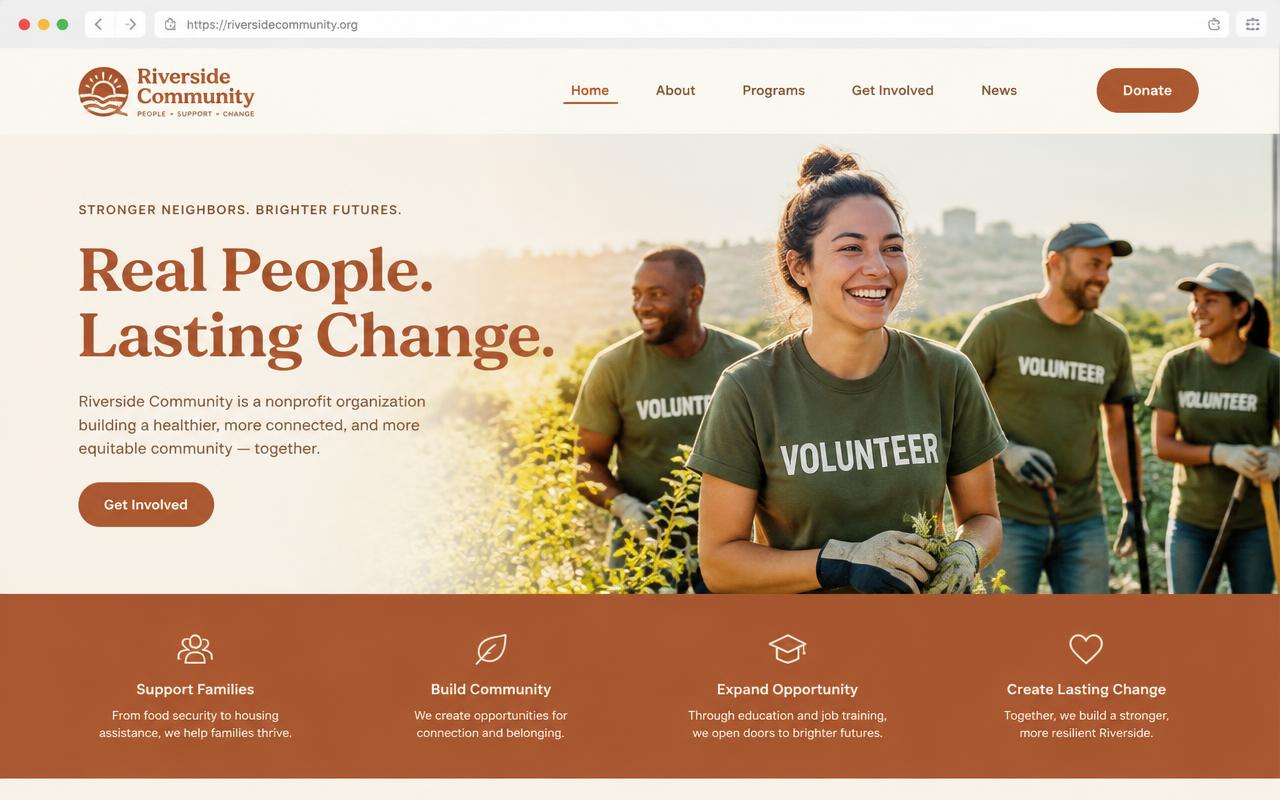 https://riversidecommunity.org
Riverside
Community
PEOPLE • SUPPORT • CHANGE
Home
About
Programs
Get Involved
News
Donate
STRONGER NEIGHBORS. BRIGHTER FUTURES.
Real People.
Lasting Change.
Riverside Community is a nonprofit organization
building a healthier, more connected, and more
equitable community — together.
Get Involved
VOLUNT
VOLUNTEER
VOLUNTEER
VOLUNTEER
Support Families
From food security to housing
assistance, we help families thrive.
Build Community
We create opportunities for
connection and belonging.
Expand Opportunity
Through education and job training,
we open doors to brighter futures.
Create Lasting Change
Together, we build a stronger,
more resilient Riverside.